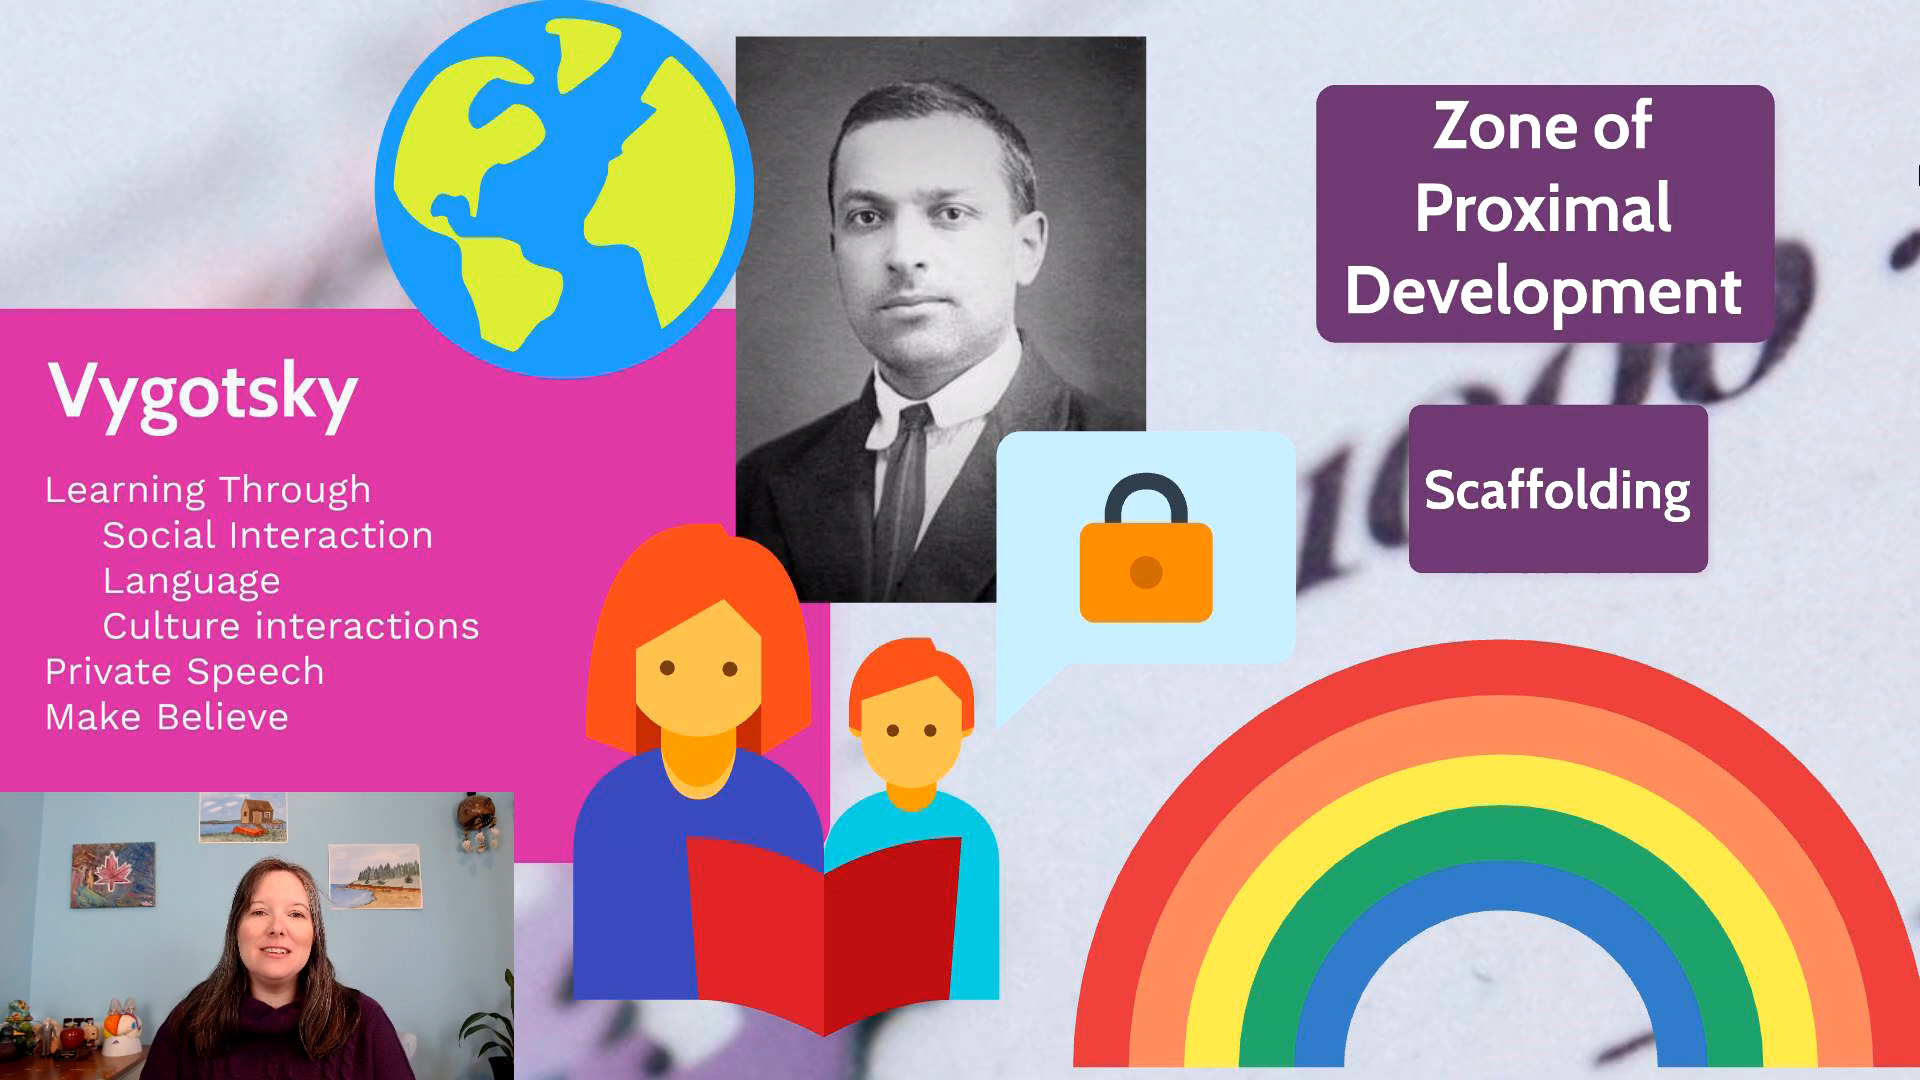 Vygotsky
Learning Through
Social Interaction
Language
Culture interactions
Private Speech
Make Believe
Zone of
Proximal
Development
Scaffolding